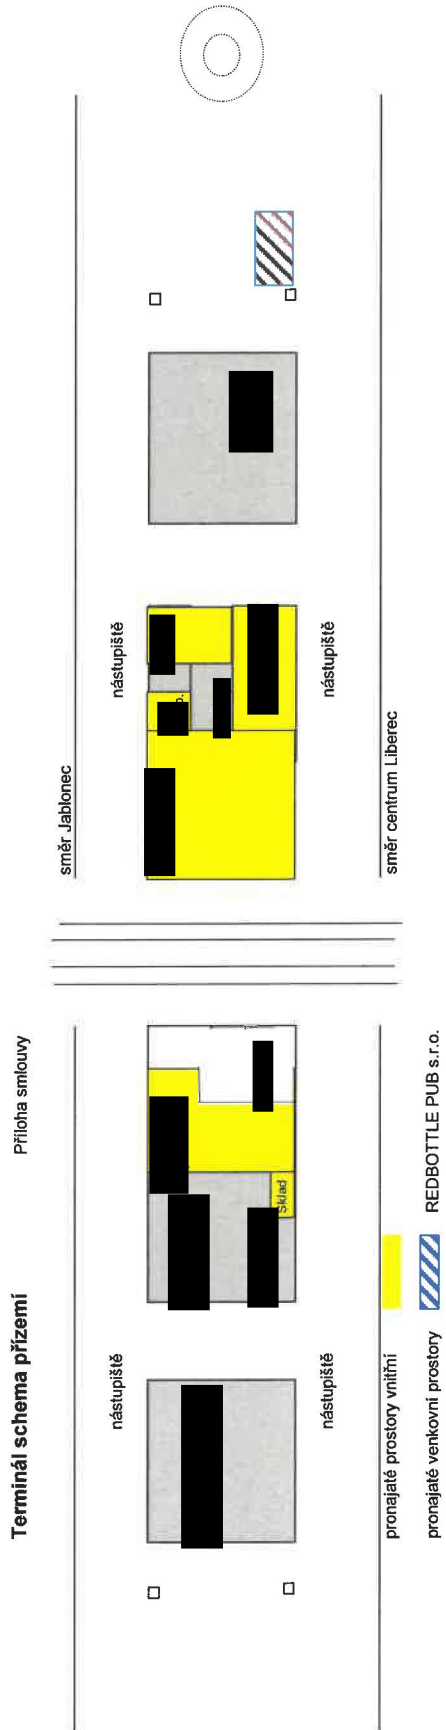 Terminál schema přízemí
Příloha smlouvy
směr Jablonec
nástupiště
nástupiště
Sklad
nástupiště
nástupiště
pronajaté prostory vnitřní
směr centrum Liberec
pronajaté venkovní prostory
REDBOTTLE PUB s.r.o.